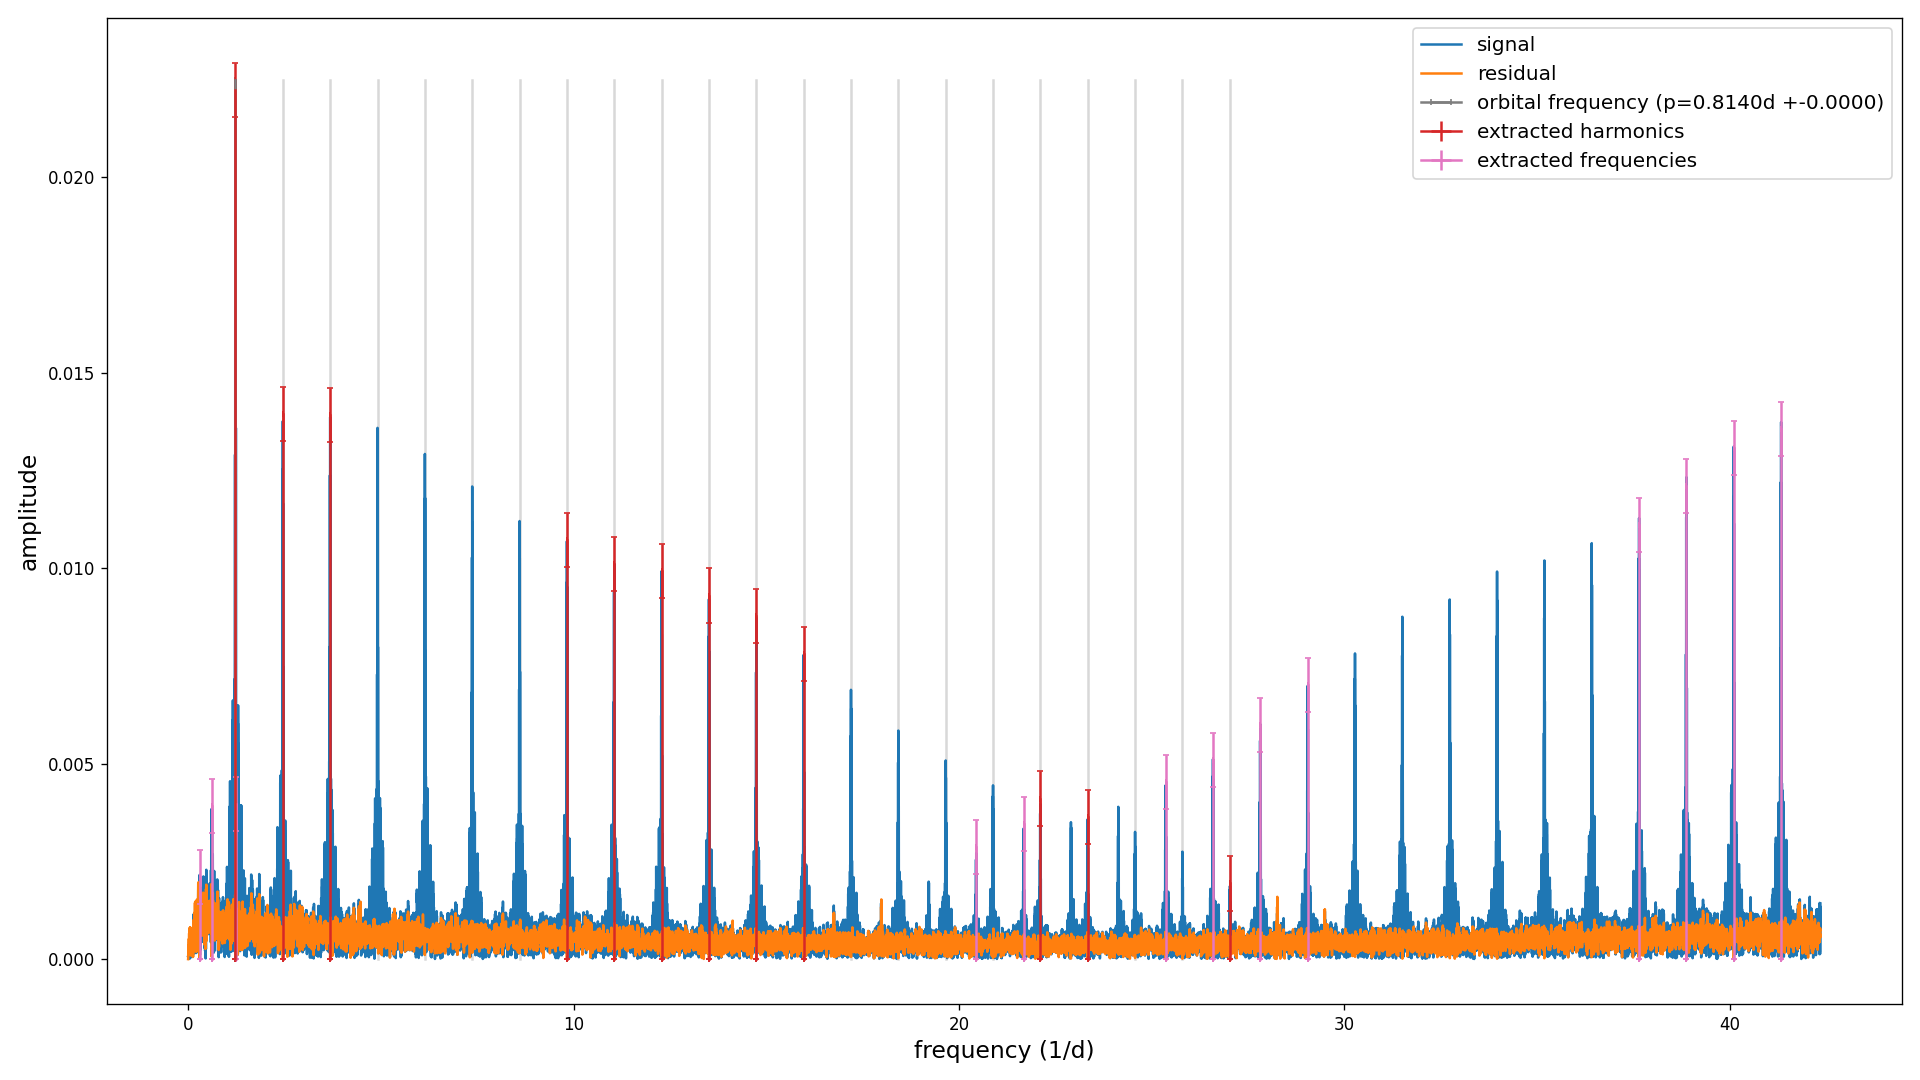 signal
residual
orbital frequency (p=0.8140d +-0.0000)
extracted harmonics
extracted frequencies
amplitude
0.020
0.015
0.010
0.005
0.000
0
10
20
30
40
frequency (1/d)